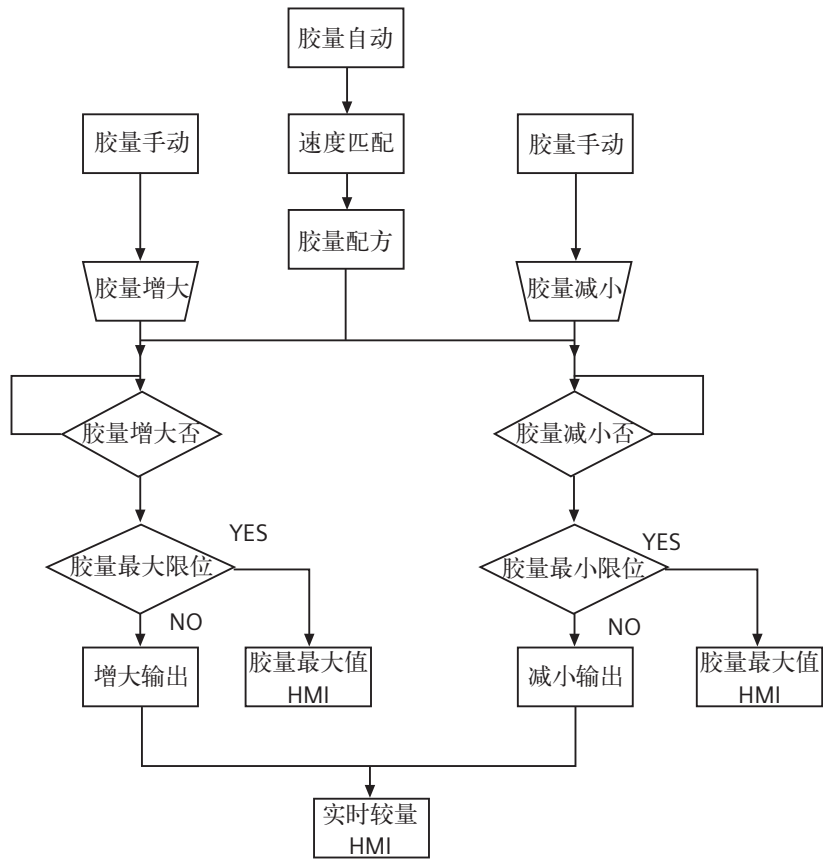 胶量自动
胶量手动
速度匹配
胶量手动
胶量配方
胶量增大
胶量减小
胶量增大否
胶量减小否
YES
YES
胶量最大限位
胶量最小限位
NO
NO
增大输出
胶量最大值
HMI
减小输出
胶量最大值
HMI
实时较量
HMI